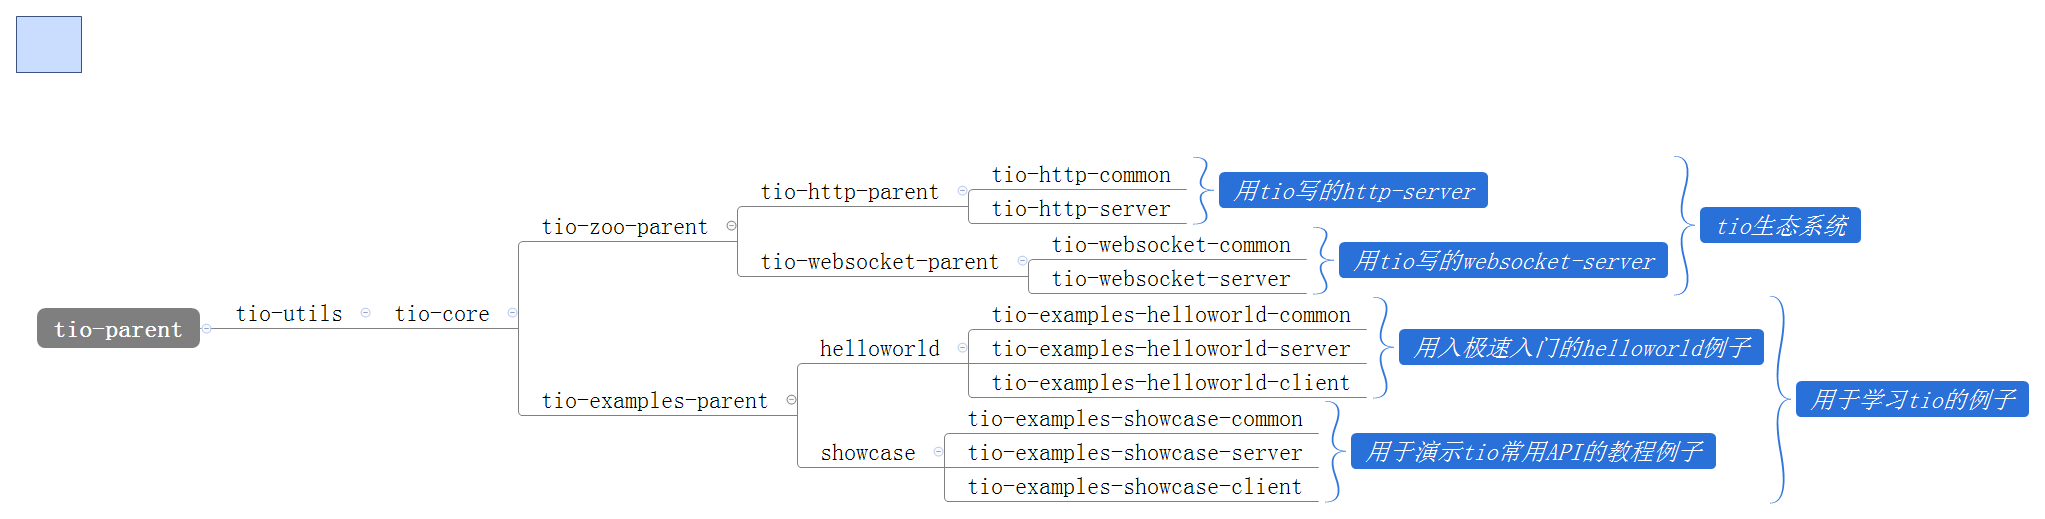 tio-parent
tio-utils
tio-core
tio-zoo-parent
tio-http-parent
tio-http-common
tio-http-server
用tio写的http-server
tio-websocket-parent
tio-websocket-common
tio-websocket-server
用tio写的websocket-server
tio生态系统
tio-examples-parent
helloworld
tio-examples-helloworld-common
tio-examples-helloworld-server
tio-examples-helloworld-client
用入极速入门的helloworld例子
showcase
tio-examples-showcase-common
tio-examples-showcase-server
tio-examples-showcase-client
用于演示tio常用API的教程例子
用于学习tio的例子